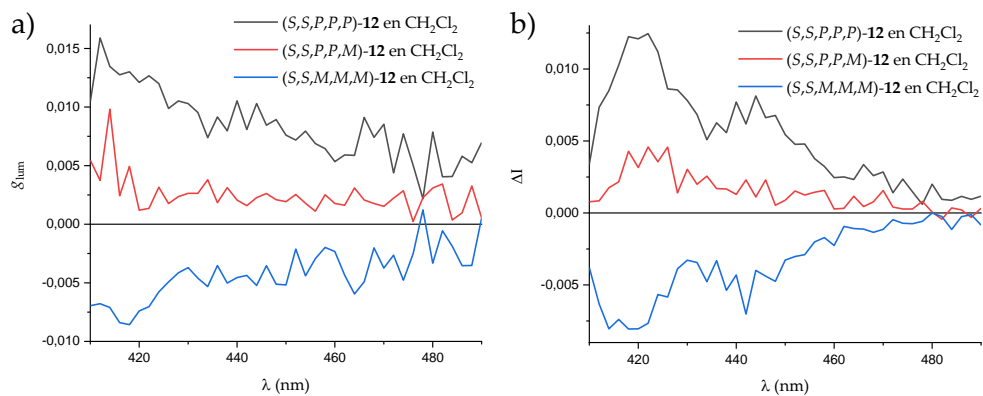 a)
(S,S,P,P,P)-12 en CH₂Cl₂
(S,S,P,P,M)-12 en CH₂Cl₂
(S,S,M,M,M)-12 en CH₂Cl₂
0,015
0,010
0,005
0,000
-0,005
-0,010
glum
420
440
460
480
λ (nm)
b)
(S,S,P,P,P)-12 en CH₂Cl₂
(S,S,P,P,M)-12 en CH₂Cl₂
(S,S,M,M,M)-12 en CH₂Cl₂
0,010
0,005
0,000
-0,005
ΔI
420
440
460
480
λ (nm)